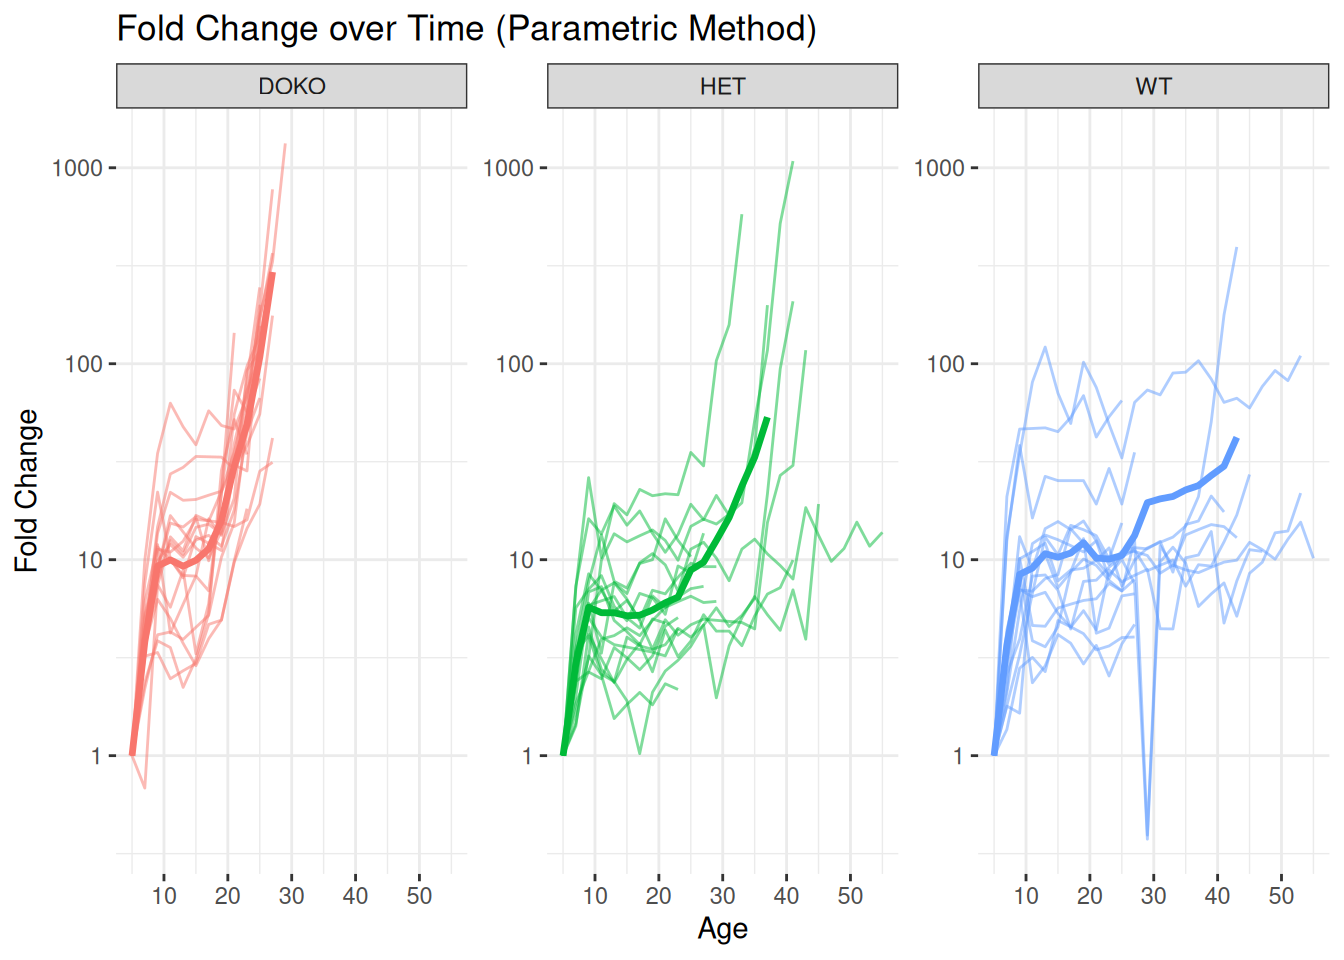 Fold Change over Time (Parametric Method)
DOKO HET WT
1000 1000 1000
100 100 100
10 10 10
1 1 1
Fold Change
10 20 30 40 50 10 20 30 40 50 10 20 30 40 50
Age